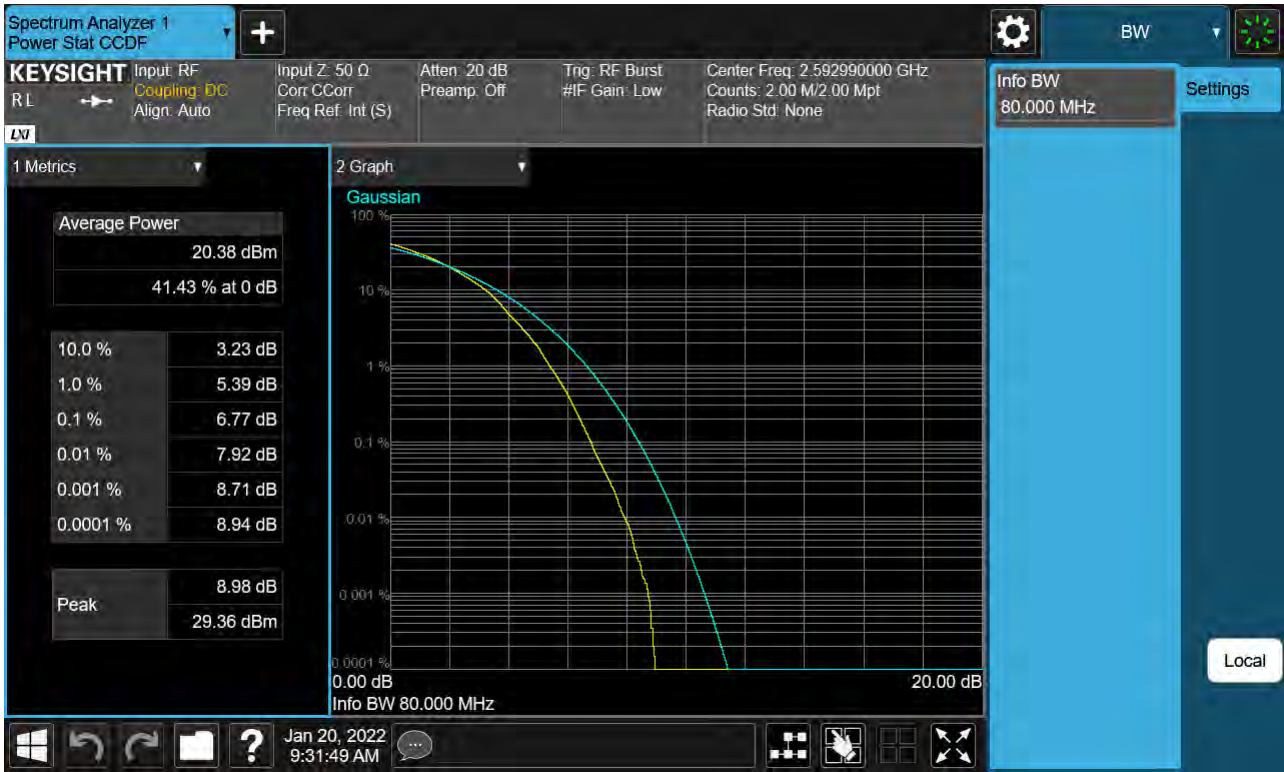 Spectrum Analyzer 1
Power Stat CCDF
+
BW
KEYSIGHT
R L
LXI
Input: RF
Coupling: DC
Align: Auto
Input Z: 50 Ω
Corr CCorr
Freq Ref: Int (S)
Atten: 20 dB
Preamp: Off
Trig: RF Burst
#IF Gain: Low
Center Freq: 2.592990000 GHz
Counts: 2.00 M/2.00 Mpt
Radio Std: None
Info BW
80.000 MHz
Settings
1 Metrics
Average Power
20.38 dBm
41.43 % at 0 dB
10.0 % 3.23 dB
1.0 % 5.39 dB
0.1 % 6.77 dB
0.01 % 7.92 dB
0.001 % 8.71 dB
0.0001 % 8.94 dB
Peak
8.98 dB
29.36 dBm
2 Graph
Gaussian
100 %
10 %
1 %
0.1 %
0.01 %
0.001 %
0.0001 %
0.00 dB 20.00 dB
Info BW 80.000 MHz
Local
?
Jan 20, 2022
9:31:49 AM